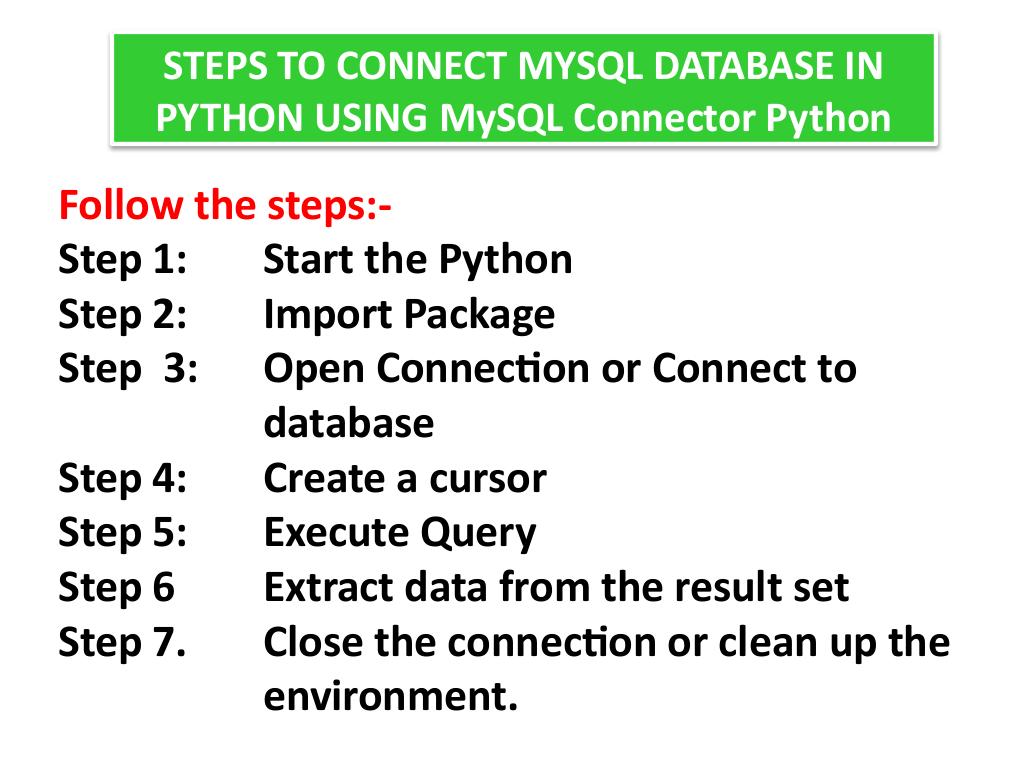 STEPS TO CONNECT MYSQL DATABASE IN
PYTHON USING MySQL Connector Python
Follow the steps:-
Step 1: Start the Python
Step 2: Import Package
Step 3: Open Connection or Connect to
database
Step 4: Create a cursor
Step 5: Execute Query
Step 6 Extract data from the result set
Step 7. Close the connection or clean up the
environment.